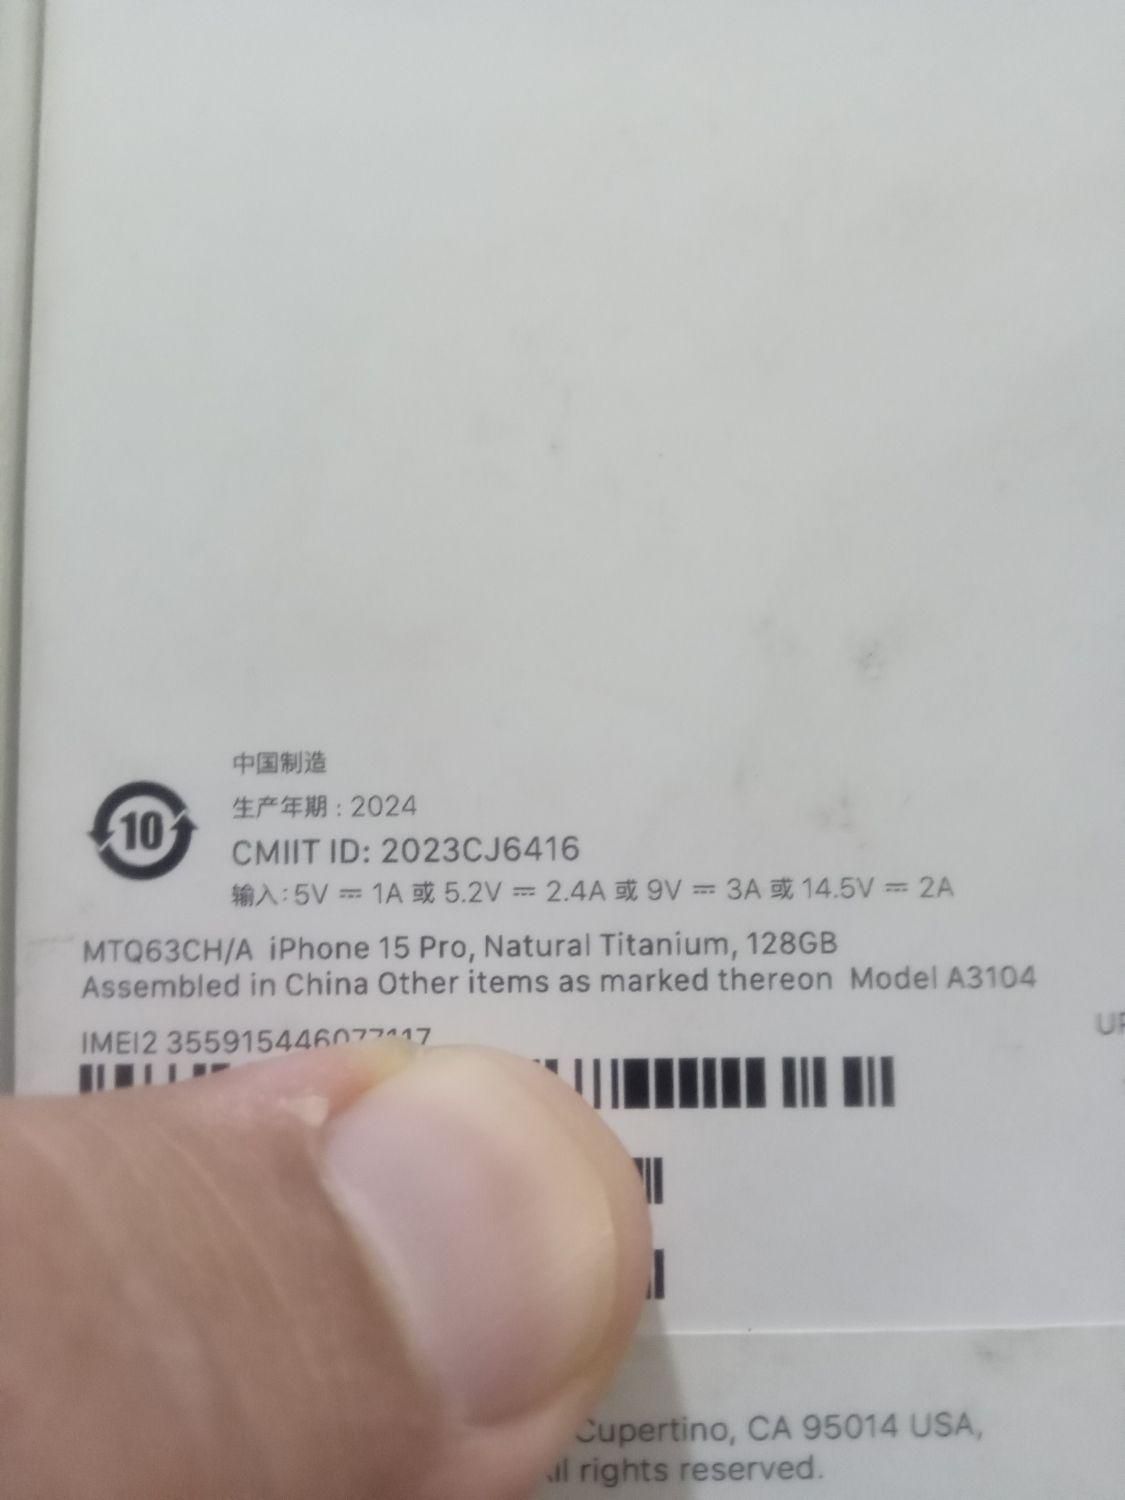 中国制造
生产年期 : 2024
10
CMIIT ID: 2023CJ6416
输入: 5V ⎓ 1A 或 5.2V ⎓ 2.4A 或 9V ⎓ 3A 或 14.5V ⎓ 2A
MTQ63CH/A iPhone 15 Pro, Natural Titanium, 128GB
Assembled in China Other items as marked thereon Model A3104
IMEI2
Cupertino, CA 95014 USA,
rights reserved.